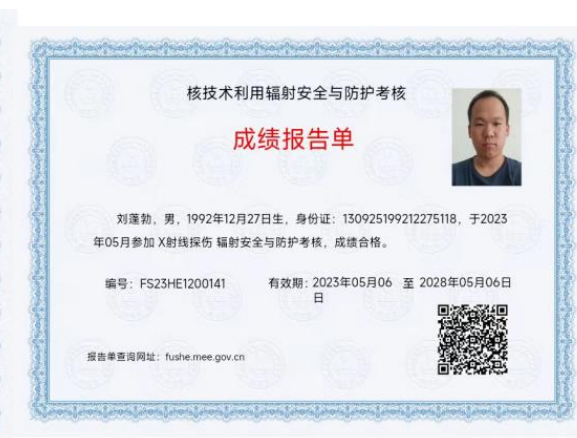 核技术利用辐射安全与防护考核
成绩报告单
刘蓬勃，男，1992年12月27日生，身份证：130925199212275118，于2023
年05月参加 X射线探伤 辐射安全与防护考核，成绩合格。
编号：FS23HE1200141 有效期：2023年05月06 至 2028年05月06日
日
报告单查询网址：fushe.mee.gov.cn